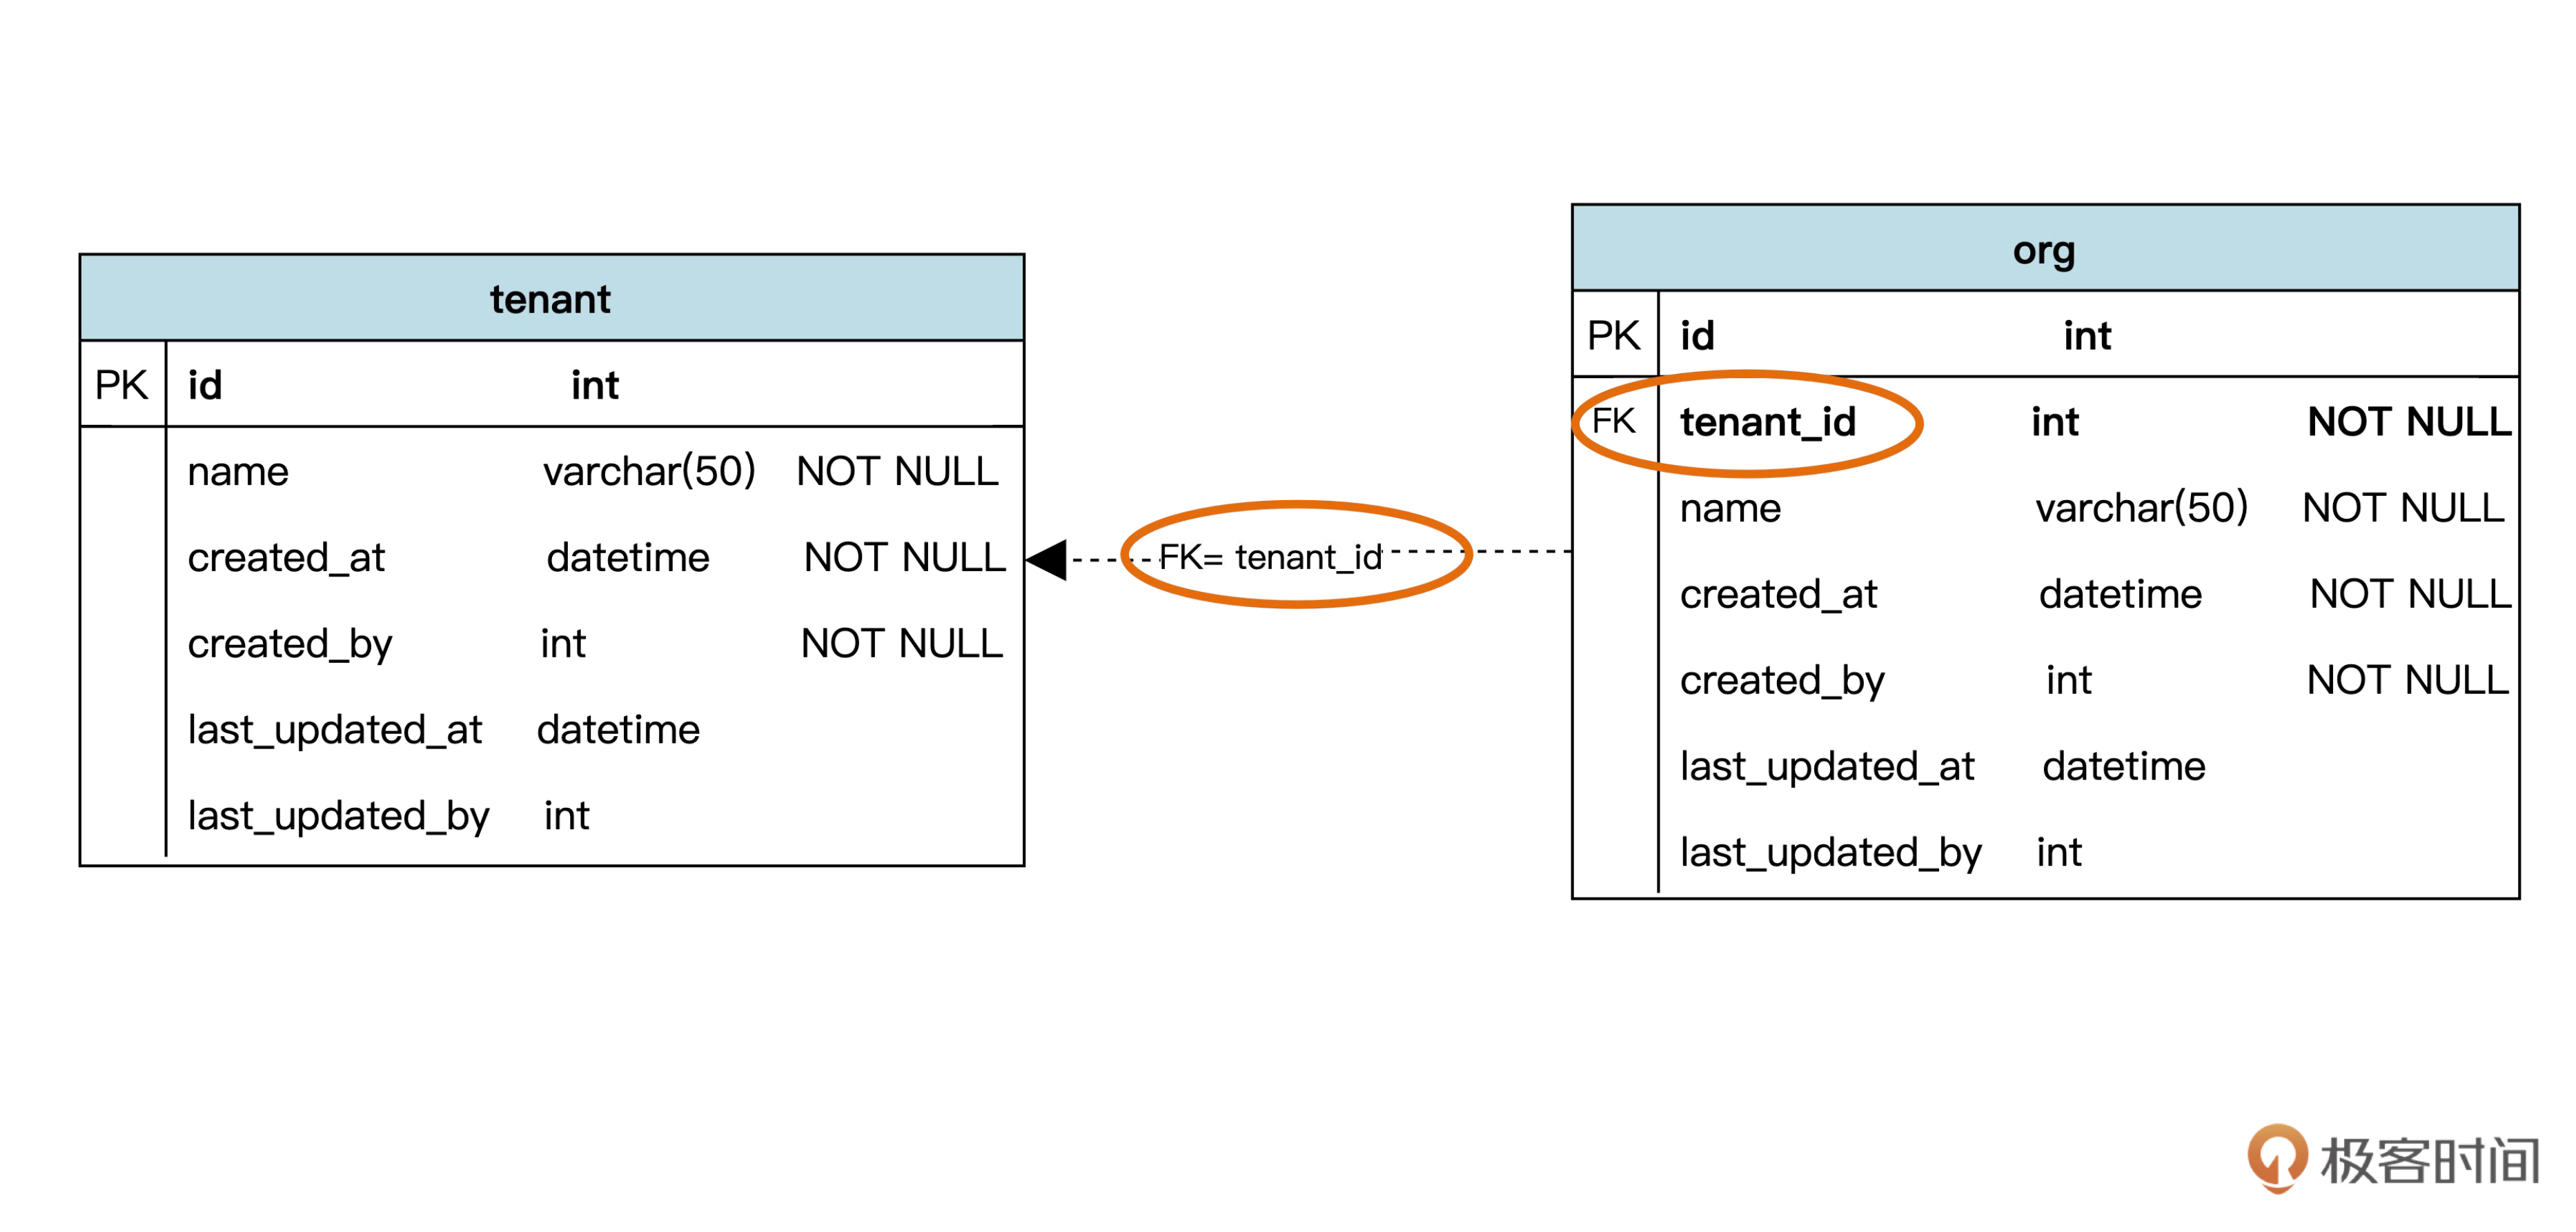 tenant
PK id int
name varchar(50) NOT NULL
created_at datetime NOT NULL
created_by int NOT NULL
last_updated_at datetime
last_updated_by int
FK= tenant_id
org
PK id int
FK tenant_id int NOT NULL
name varchar(50) NOT NULL
created_at datetime NOT NULL
created_by int NOT NULL
last_updated_at datetime
last_updated_by int
极客时间